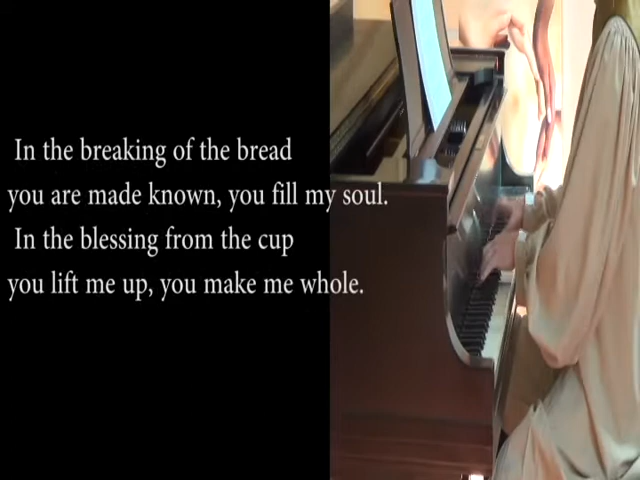 In the breaking of the bread
you are made known, you fill my soul.
In the blessing from the cup
you lift me up, you make me whole.